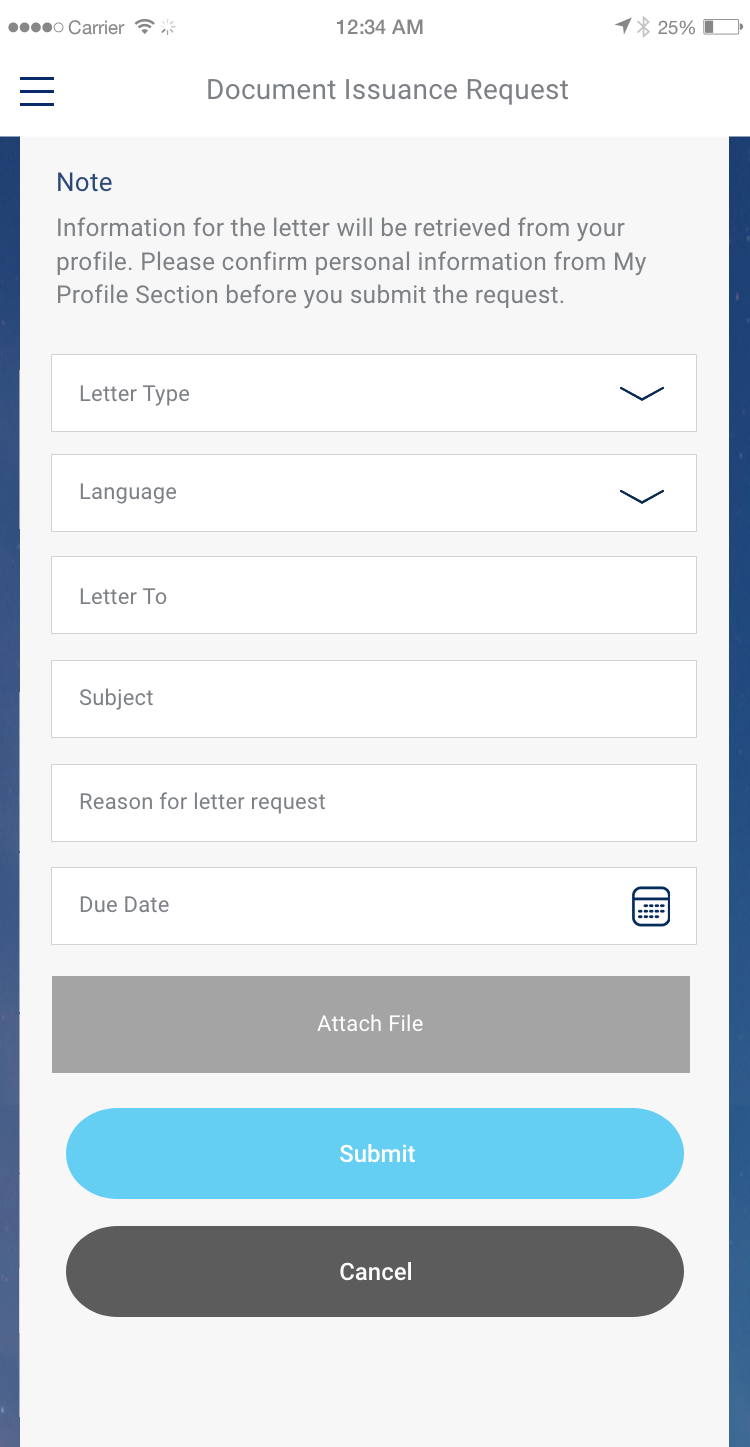 Carrier 12:34 AM 25%
Document Issuance Request
Note
Information for the letter will be retrieved from your
profile. Please confirm personal information from My
Profile Section before you submit the request.
Letter Type
Language
Letter To
Subject
Reason for letter request
Due Date
Attach File
Submit
Cancel